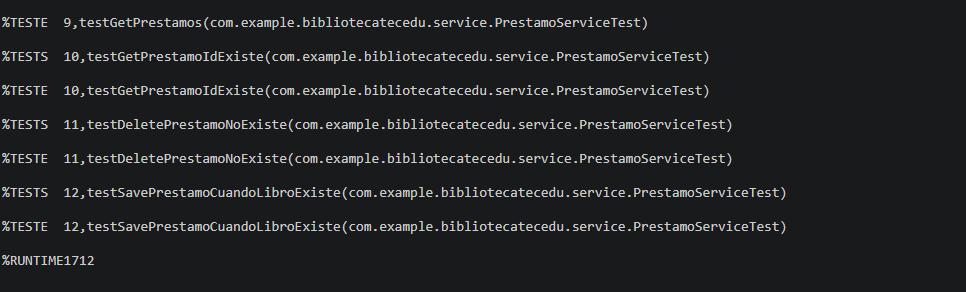 %TESTE  9,testGetPrestamos(com.example.bibliotecatecedu.service.PrestamoServiceTest)
%TESTS  10,testGetPrestamoIdExiste(com.example.bibliotecatecedu.service.PrestamoServiceTest)
%TESTE  10,testGetPrestamoIdExiste(com.example.bibliotecatecedu.service.PrestamoServiceTest)
%TESTS  11,testDeletePrestamoNoExiste(com.example.bibliotecatecedu.service.PrestamoServiceTest)
%TESTE  11,testDeletePrestamoNoExiste(com.example.bibliotecatecedu.service.PrestamoServiceTest)
%TESTS  12,testSavePrestamoCuandoLibroExiste(com.example.bibliotecatecedu.service.PrestamoServiceTest)
%TESTE  12,testSavePrestamoCuandoLibroExiste(com.example.bibliotecatecedu.service.PrestamoServiceTest)
%RUNTIME1712